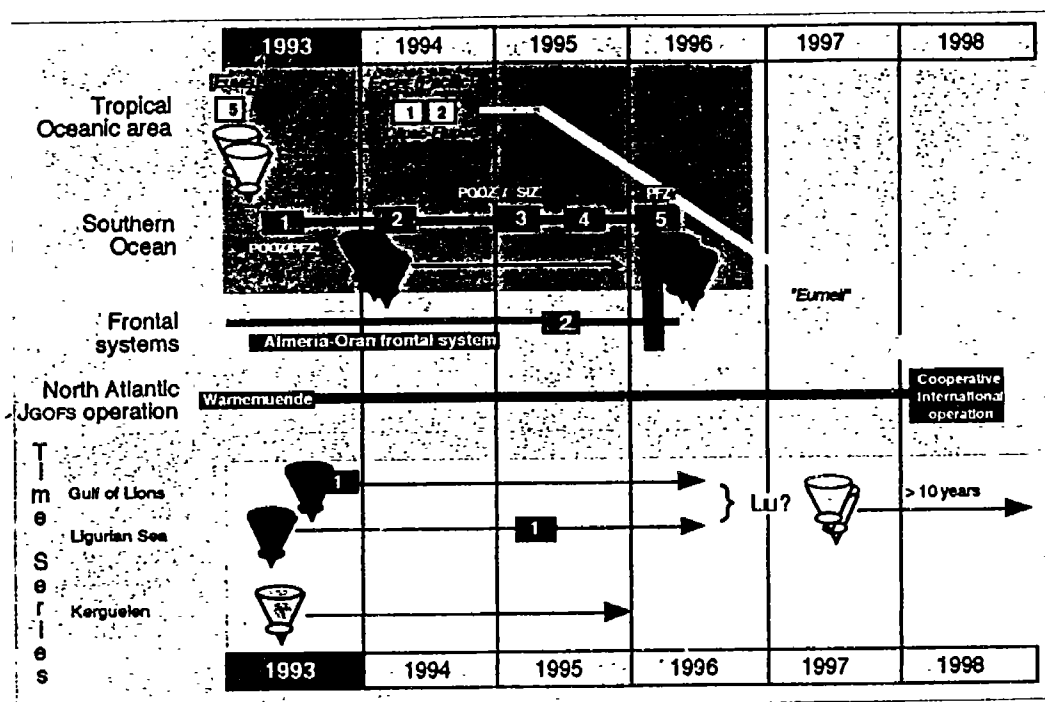 1993 1994 1995 1996 1997 1998
Tropical
Oceanic area
5
1 2
POOZ / SIZ
PFZ
Southern
Ocean
1 2 3 4 5
POOZ/PFZ
"Eumeli"
Frontal
systems
2
Almeria-Oran frontal system
North Atlantic
JGOFS operation
Warnemuende
Cooperative
International
operation
Time Series
Gulf of Lions
1
} ?
> 10 years
Ligurian Sea
1
Kerguelen
1993 1994 1995 1996 1997 1998